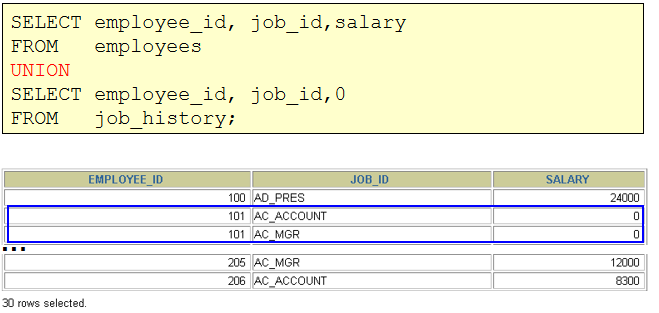 SELECT employee_id, job_id,salary
FROM employees
UNION
SELECT employee_id, job_id,0
FROM job_history;
EMPLOYEE_ID JOB_ID SALARY
100 AD_PRES 24000
101 AC_ACCOUNT 0
101 AC_MGR 0
...
205 AC_MGR 12000
206 AC_ACCOUNT 8300
30 rows selected.